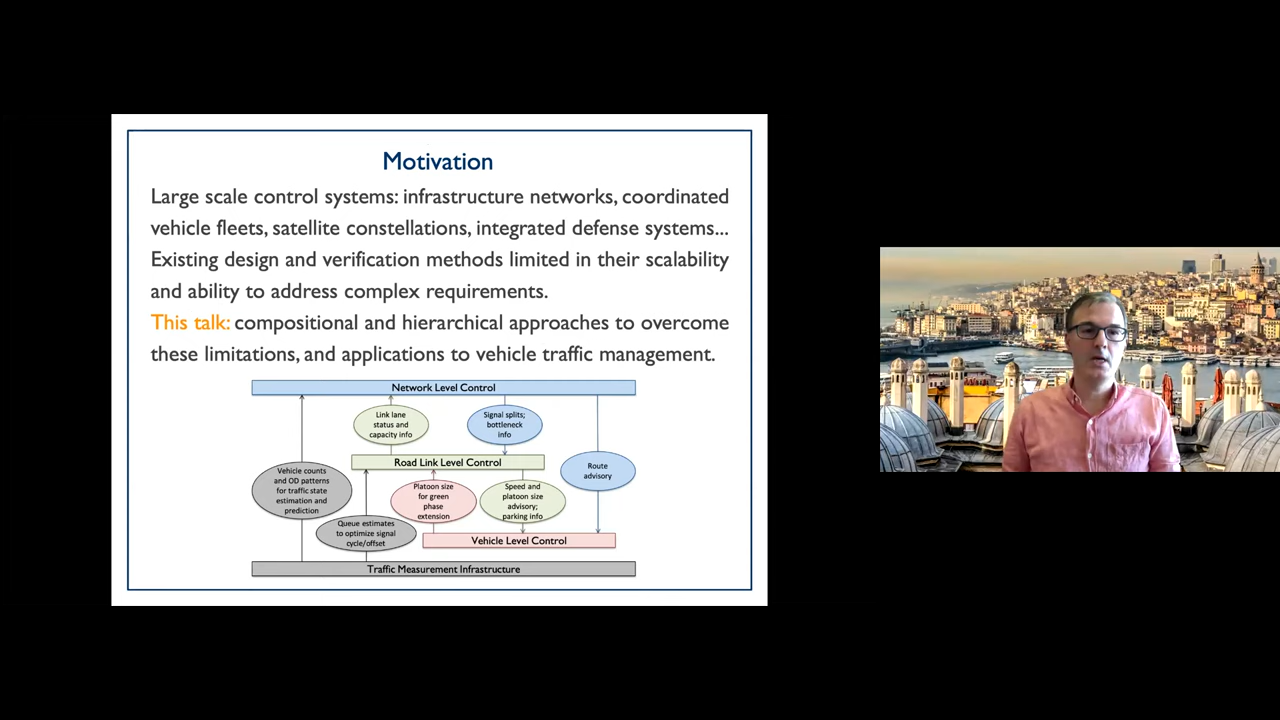 Motivation
Large scale control systems: infrastructure networks, coordinated
vehicle fleets, satellite constellations, integrated defense systems...
Existing design and verification methods limited in their scalability
and ability to address complex requirements.
This talk: compositional and hierarchical approaches to overcome
these limitations, and applications to vehicle traffic management.
Network Level Control
Link lane
status and
capacity info
Signal splits;
bottleneck
info
Road Link Level Control
Route
advisory
Vehicle counts
and OD patterns
for traffic state
estimation and
prediction
Platoon size
for green
phase
extension
Speed and
platoon size
advisory;
parking info
Queue estimates
to optimize signal
cycle/offset
Vehicle Level Control
Traffic Measurement Infrastructure